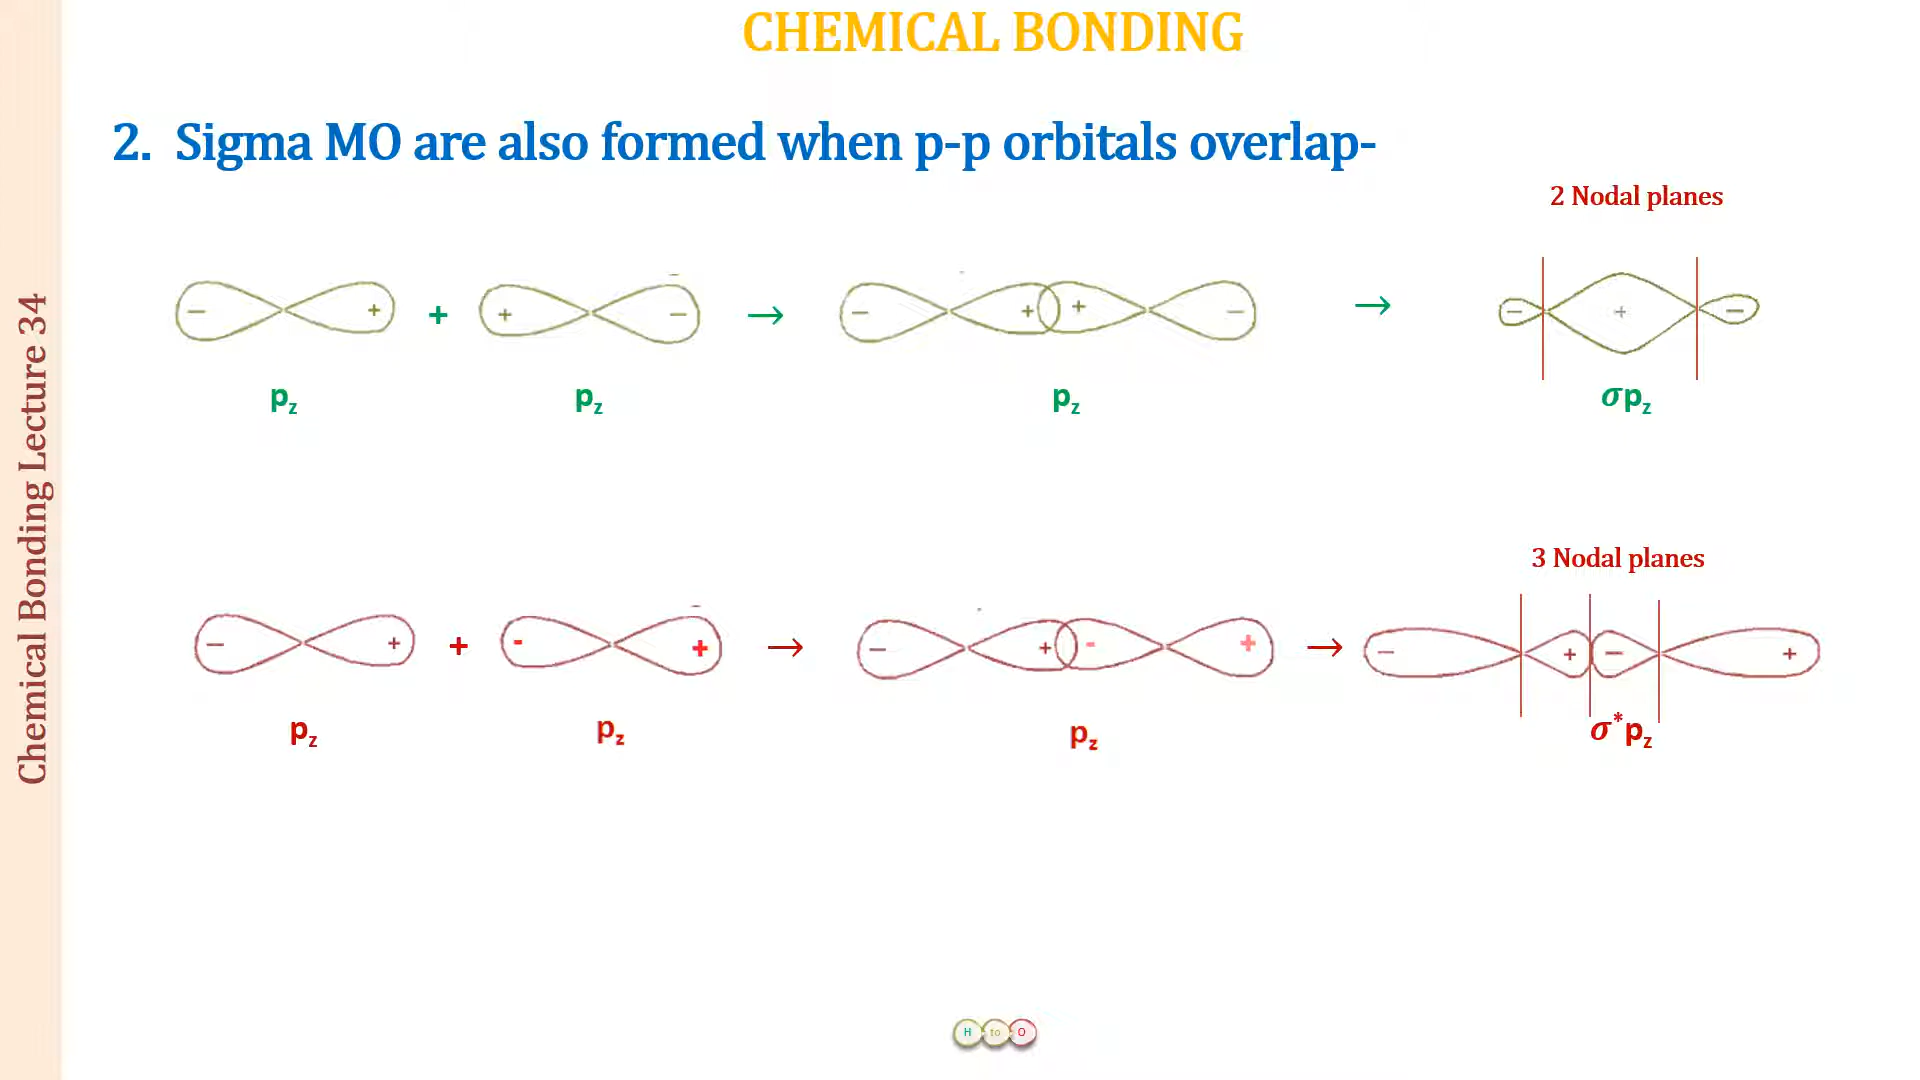 CHEMICAL BONDING
2. Sigma MO are also formed when p-p orbitals overlap-
2 Nodal planes
− + + + − → − + + − → − + −
pz pz pz σpz
3 Nodal planes
− + + - + → − + - + → − + − +
pz pz pz σ*pz
Chemical Bonding Lecture 34
H to O